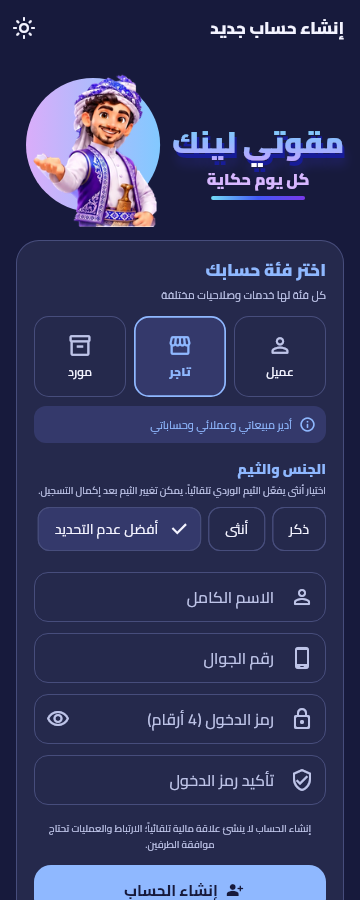 إنشاء حساب جديد
مقوتي لينك
كل يوم حكاية
اختر فئة حسابك
كل فئة لها خدمات وصلاحيات مختلفة
عميل
تاجر
مورد
أدير مبيعاتي وعملائي وحساباتي
الجنس والثيم
اختيار أنثى يفعّل الثيم الوردي تلقائياً. يمكن تغيير الثيم بعد إكمال التسجيل.
ذكر
أنثى
أفضل عدم التحديد
الاسم الكامل
رقم الجوال
رمز الدخول (4 أرقام)
تأكيد رمز الدخول
إنشاء الحساب لا ينشئ علاقة مالية تلقائياً؛ الارتباط والعمليات تحتاج
موافقة الطرفين.
إنشاء الحساب